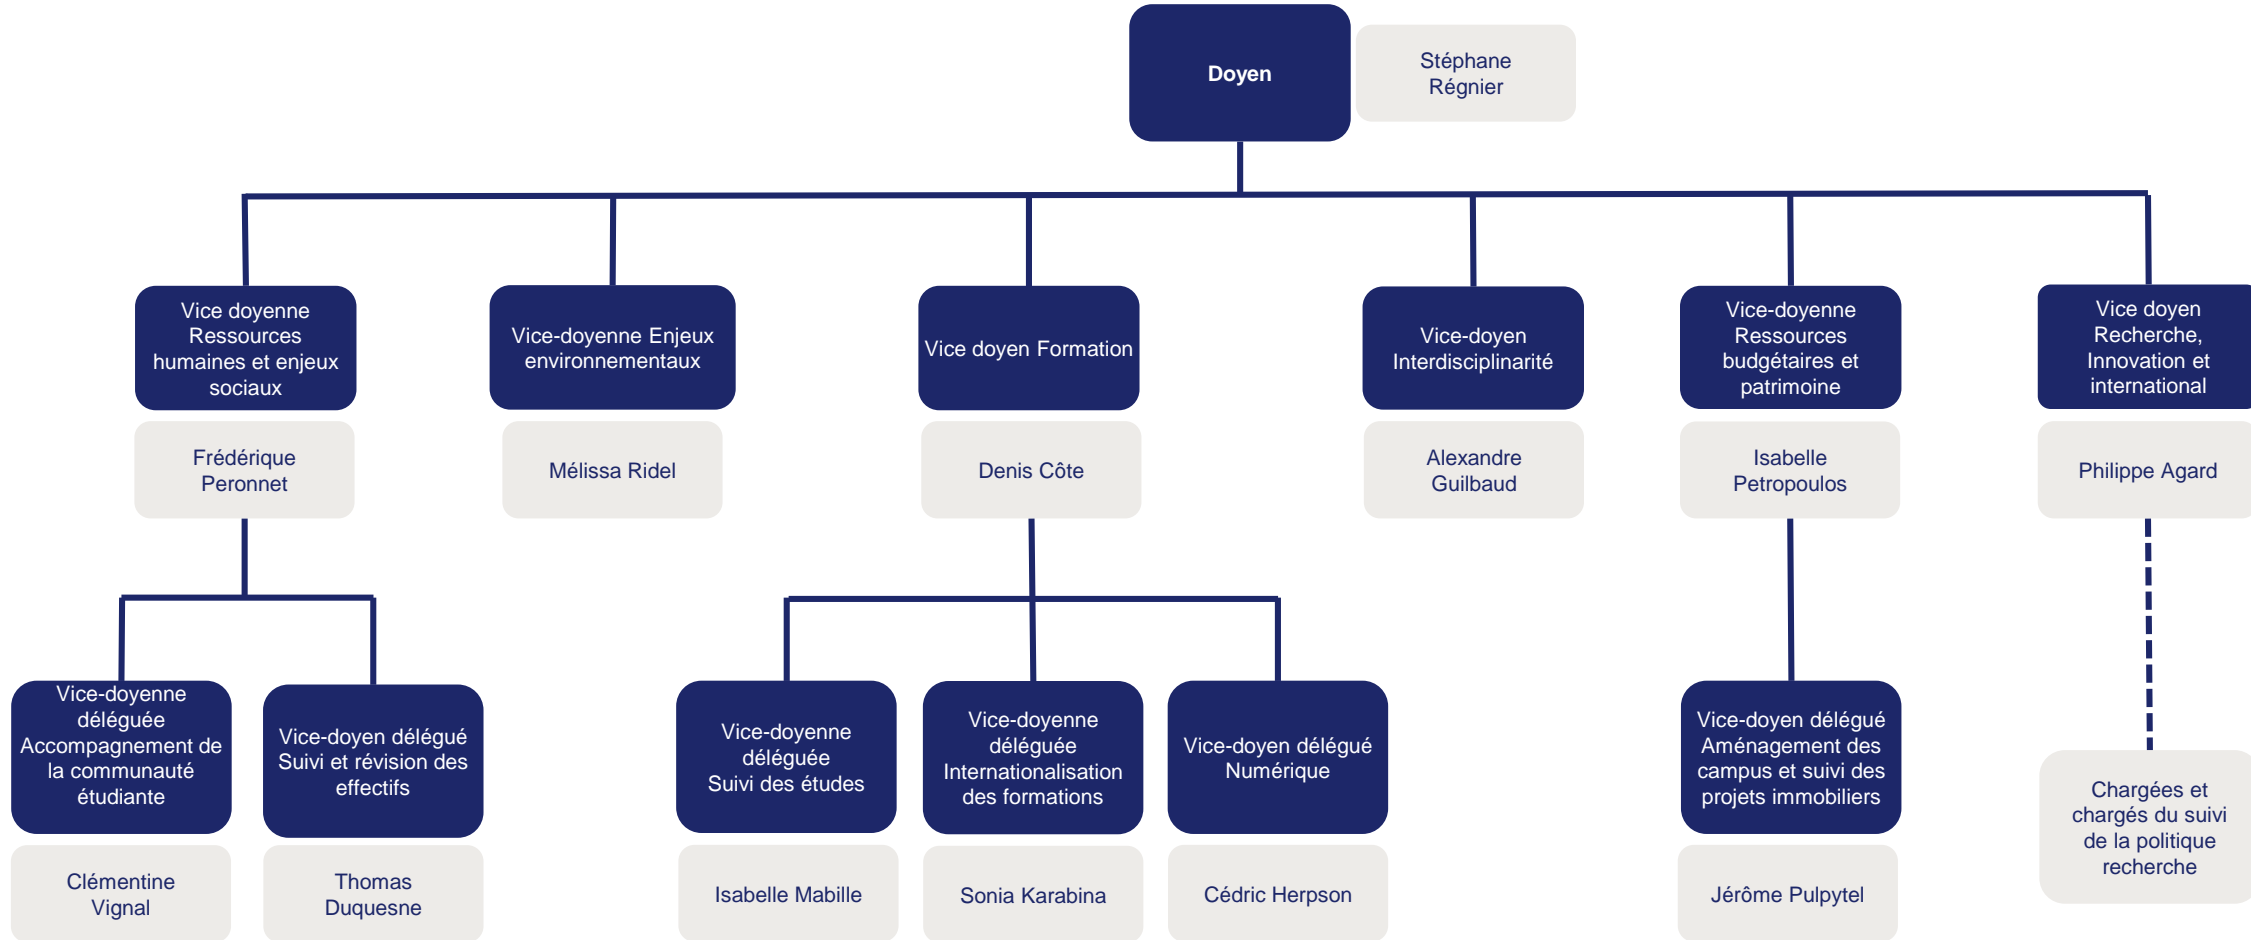 Doyen
Stéphane
Régnier
Vice doyenne
Ressources
humaines et enjeux
sociaux
Vice-doyenne Enjeux
environnementaux
Vice doyen Formation
Vice-doyen
Interdisciplinarité
Vice-doyenne
Ressources
budgétaires et
patrimoine
Vice doyen
Recherche,
Innovation et
international
Frédérique
Peronnet
Mélissa Ridel
Denis Côte
Alexandre
Guilbaud
Isabelle
Petropoulos
Philippe Agard
Vice-doyenne
déléguée
Accompagnement de
la communauté
étudiante
Vice-doyen délégué
Suivi et révision des
effectifs
Vice-doyenne
déléguée
Suivi des études
Vice-doyenne
déléguée
Internationalisation
des formations
Vice-doyen délégué
Numérique
Vice-doyen délégué
Aménagement des
campus et suivi des
projets immobiliers
Chargées et
chargés du suivi
de la politique
recherche
Clémentine
Vignal
Thomas
Duquesne
Isabelle Mabille
Sonia Karabina
Cédric Herpson
Jérôme Pulpytel